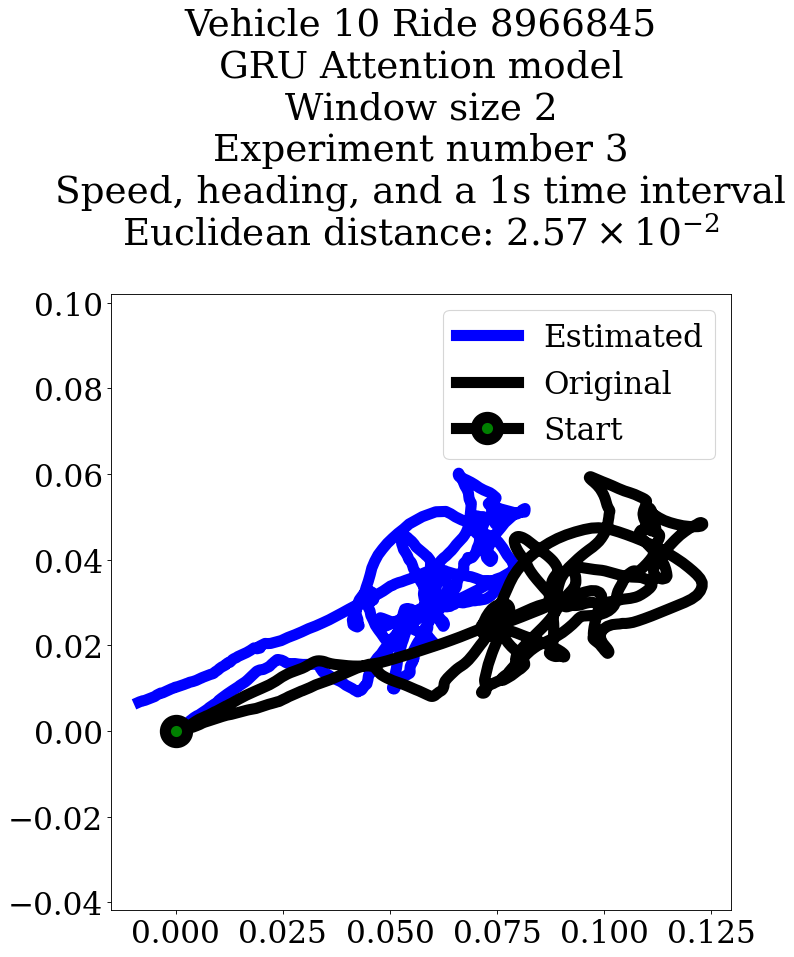 Vehicle 10 Ride 8966845
GRU Attention model
Window size 2
Experiment number 3
Speed, heading, and a 1s time interval
Euclidean distance: 2.57 × 10⁻²
0.10
0.08
0.06
0.04
0.02
0.00
−0.02
−0.04
Estimated
Original
Start
0.000 0.025 0.050 0.075 0.100 0.125